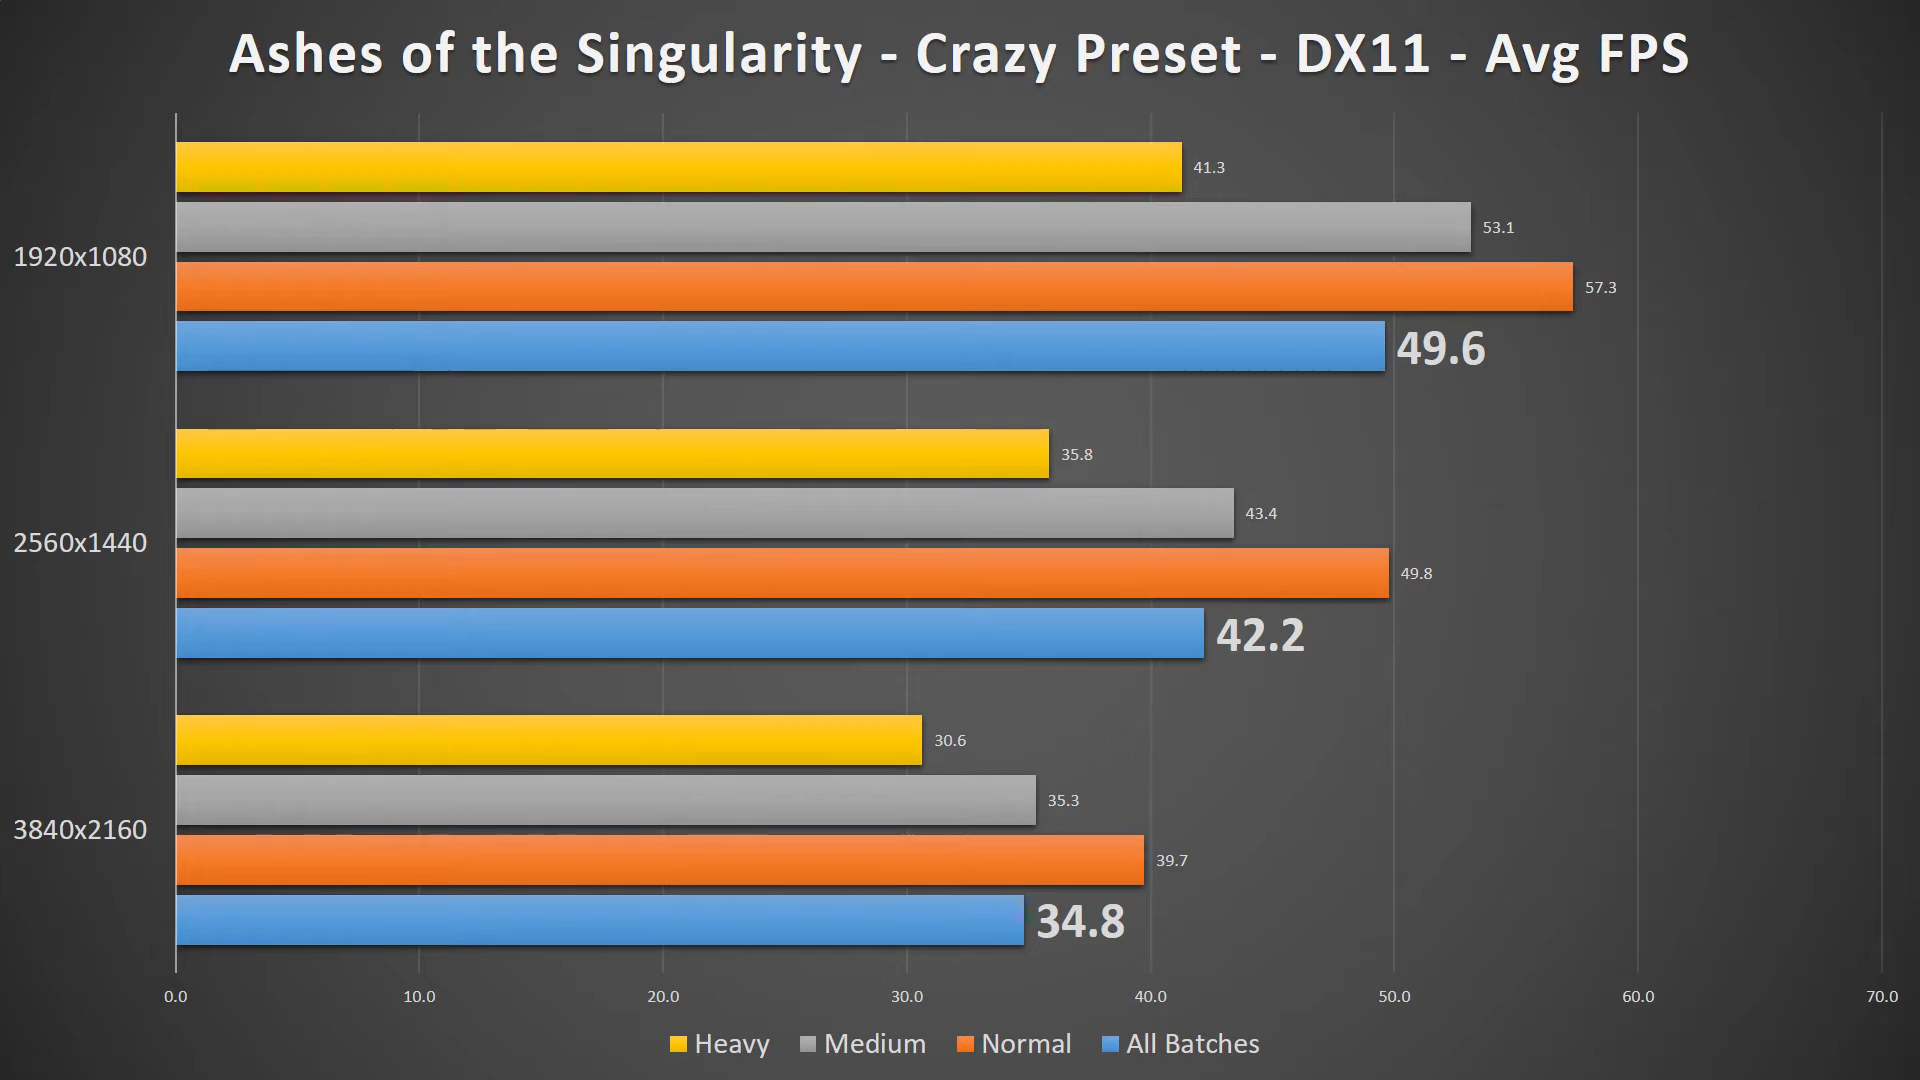 Ashes of the Singularity - Crazy Preset - DX11 - Avg FPS
41.3
53.1
1920x1080
57.3
49.6
35.8
43.4
2560x1440
49.8
42.2
30.6
35.3
3840x2160
39.7
34.8
0.0 10.0 20.0 30.0 40.0 50.0 60.0 70.0
Heavy Medium Normal All Batches